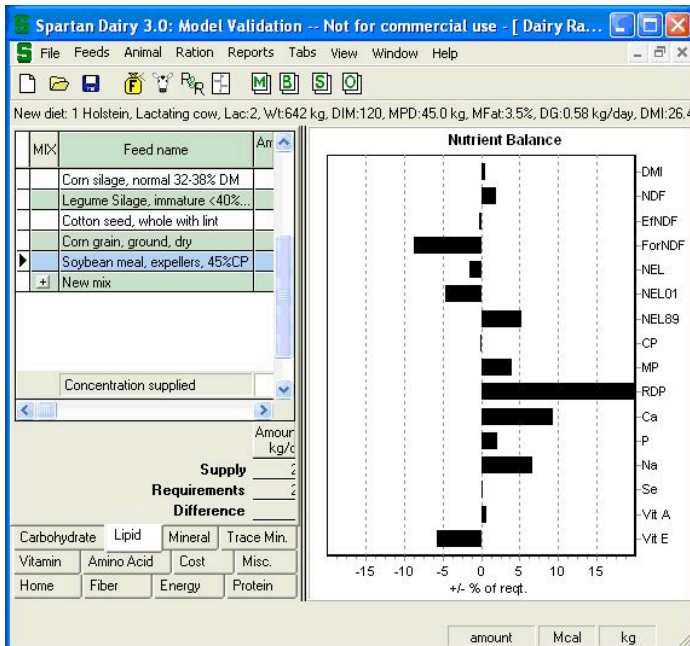 Spartan Dairy 3.0: Model Validation -- Not for commercial use - [ Dairy Ra...
File Feeds Animal Ration Reports Tabs View Window Help
New diet: 1 Holstein, Lactating cow, Lac:2, Wt:642 kg, DIM:120, MPD:45.0 kg, MFat:3.5%, DG:0.58 kg/day, DMI:26.4
MIX Feed name Am
Corn silage, normal 32-38% DM
Legume Silage, immature <40%...
Cotton seed, whole with lint
Corn grain, ground, dry
Soybean meal, expellers, 45%CP
+ New mix
Concentration supplied
Amour
kg/c
Supply 2
Requirements 2
Difference
Carbohydrate Lipid Mineral Trace Min.
Vitamin Amino Acid Cost Misc.
Home Fiber Energy Protein
Nutrient Balance
DMI
NDF
EfNDF
ForNDF
NEL
NEL01
NEL89
CP
MP
RDP
Ca
P
Na
Se
Vit A
Vit E
-15 -10 -5 0 5 10 15
+/- % of reqt.
amount Mcal kg